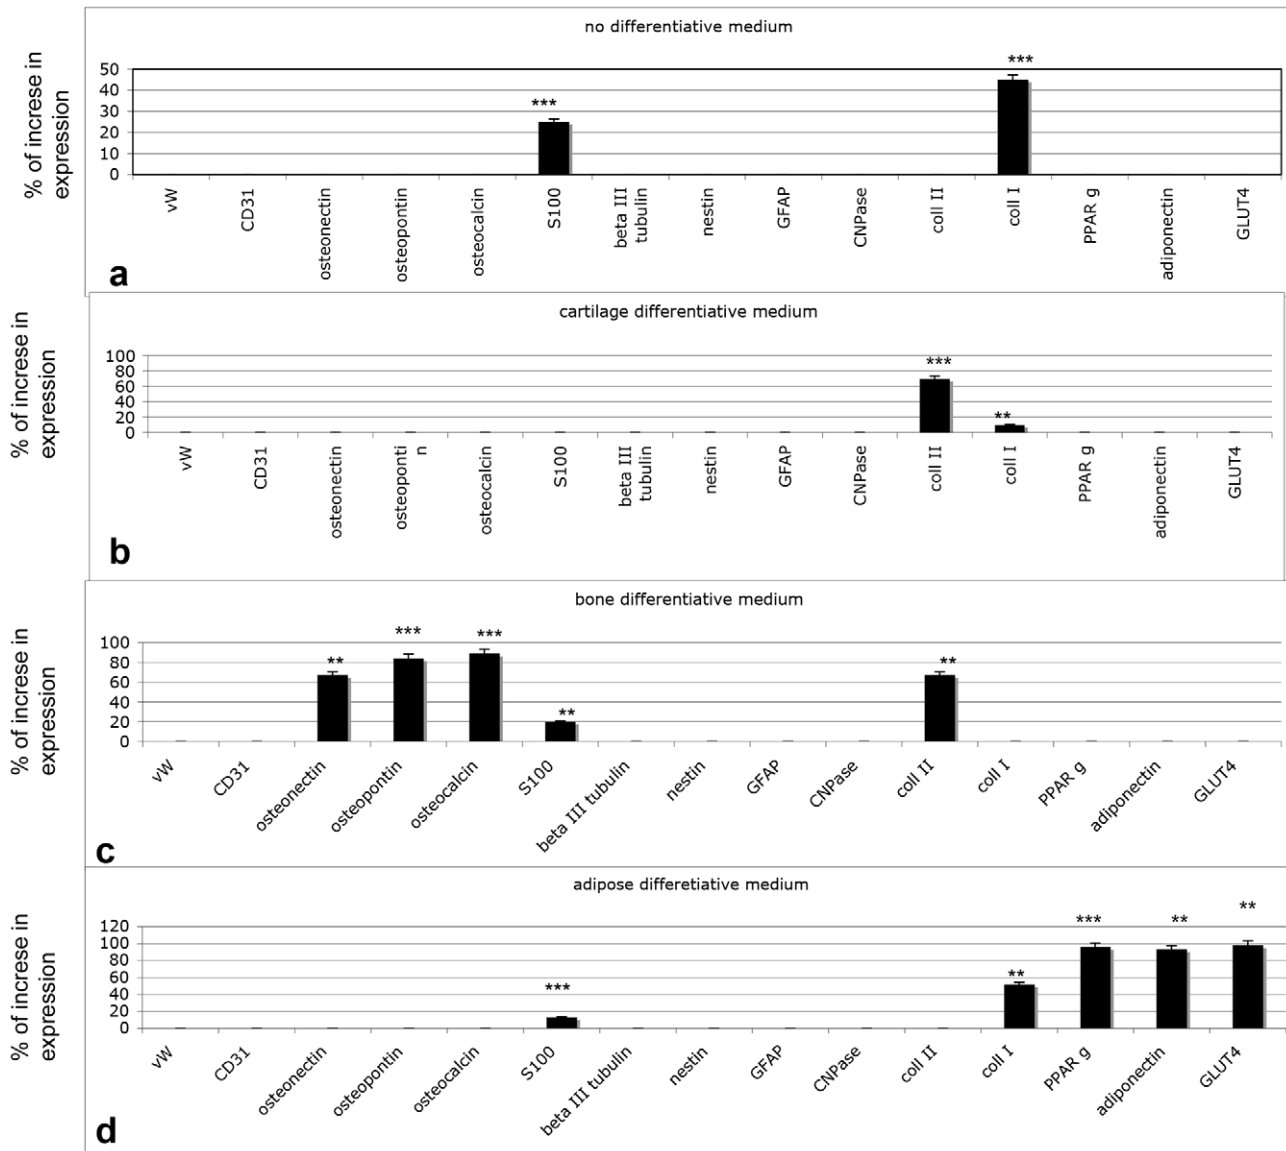 no differentiative medium
% of increse in
expression
50
40
30
20
10
0
***
***
vW
CD31
osteonectin
osteopontin
osteocalcin
S100
beta III
tubulin
nestin
GFAP
CNPase
coll II
coll I
PPAR g
adiponectin
GLUT4
a
cartilage differentiative medium
% of increse in
expression
100
80
60
40
20
0
***
**
vW
CD31
osteonectin
osteoponti
n
osteocalcin
S100
beta III
tubulin
nestin
GFAP
CNPase
coll II
coll I
PPAR g
adiponectin
GLUT4
b
bone differentiative medium
% of increse in
expression
100
80
60
40
20
0
**
***
***
**
**
vW
CD31
osteonectin
osteopontin
osteocalcin
S100
beta III tubulin
nestin
GFAP
CNPase
coll II
coll I
PPAR g
adiponectin
GLUT4
c
adipose differetiative medium
% of increse in
expression
120
100
80
60
40
20
0
***
**
***
**
**
vW
CD31
osteonectin
osteopontin
osteocalcin
S100
beta III tubulin
nestin
GFAP
CNPase
coll II
coll I
PPAR g
adiponectin
GLUT4
d